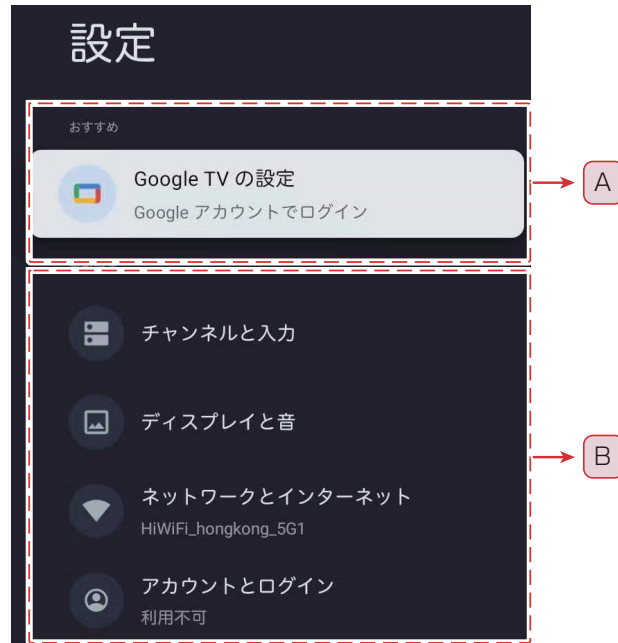 設定
おすすめ
Google TV の設定
Google アカウントでログイン
A
チャンネルと入力
ディスプレイと音
B
ネットワークとインターネット
HiWiFi_hongkong_5G1
アカウントとログイン
利用不可